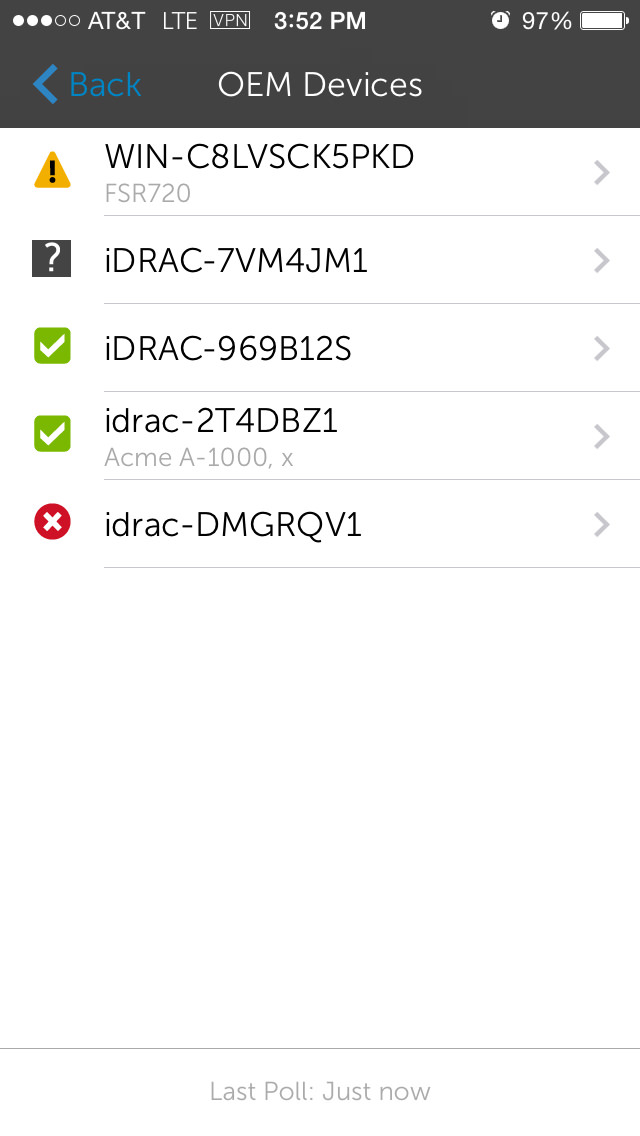 AT&T LTE VPN 3:52 PM 97%
Back OEM Devices
WIN-C8LVSCK5PKD
FSR720
iDRAC-7VM4JM1
iDRAC-969B12S
idrac-2T4DBZ1
Acme A-1000, x
idrac-DMGRQV1
Last Poll: Just now